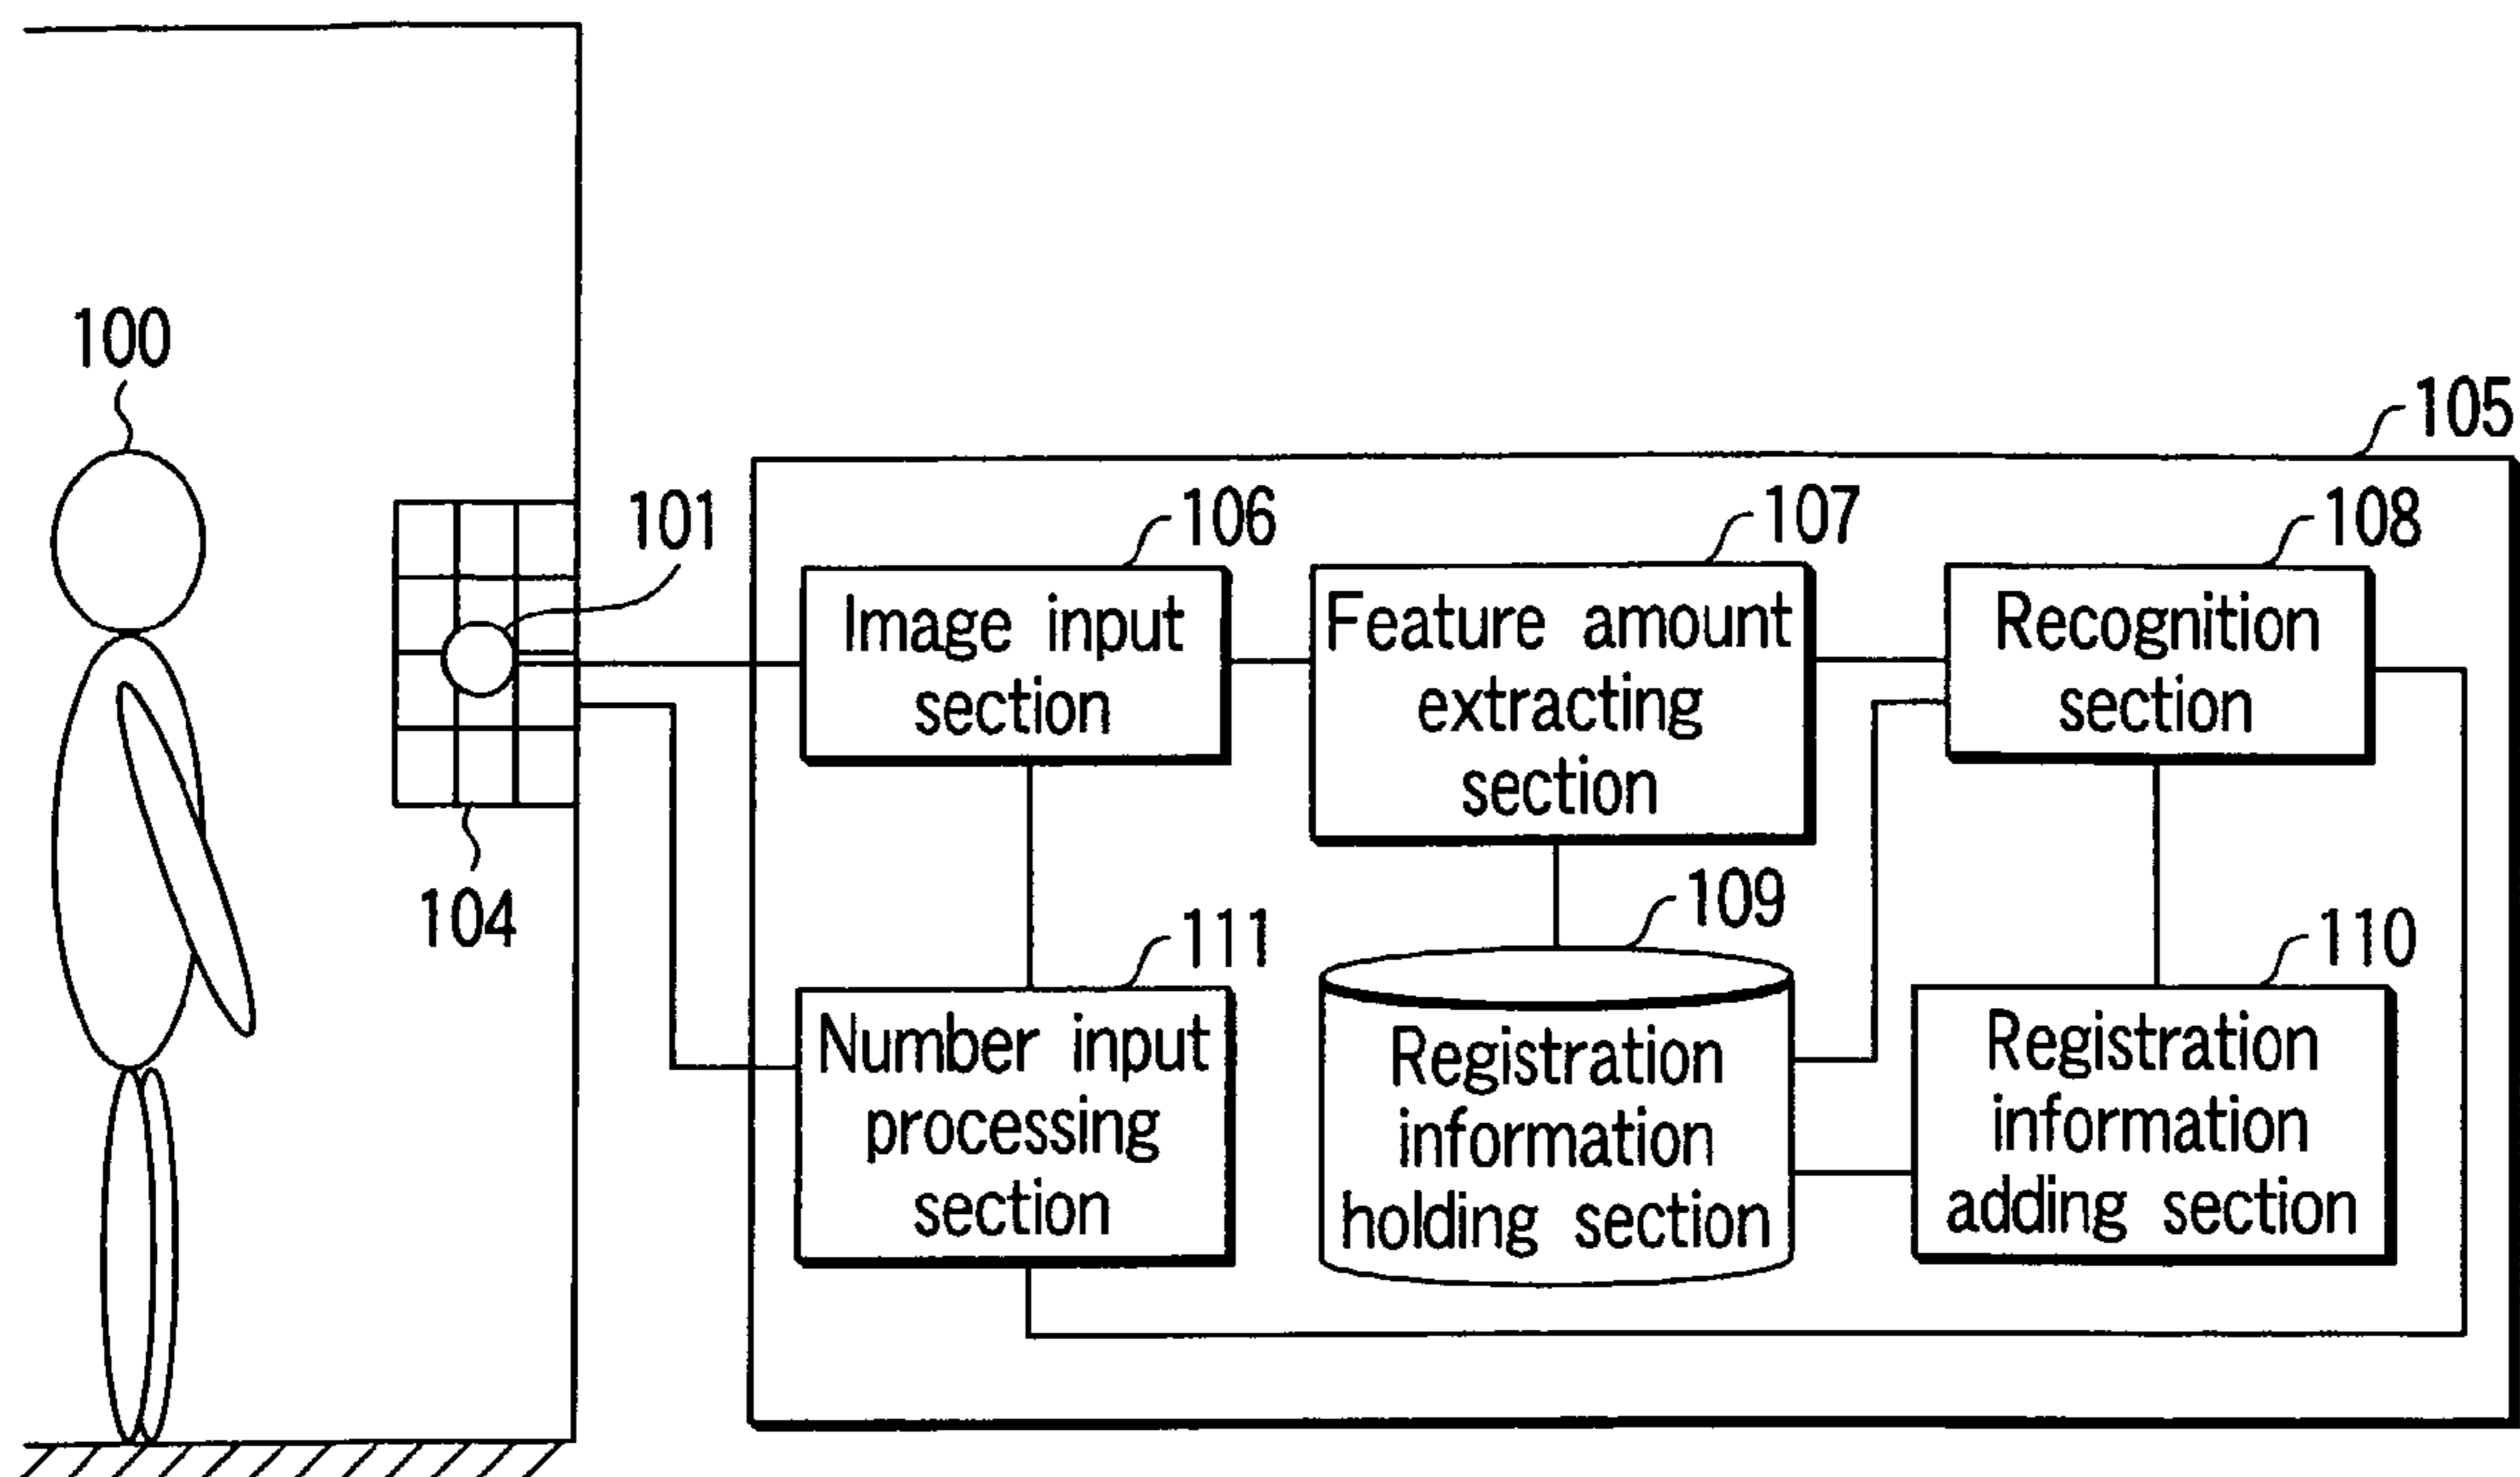 100
105
101
106
107
108
Image input
section
Feature amount
extracting
section
Recognition
section
104
111
109
110
Number input
processing
section
Registration
information
holding section
Registration
information
adding section